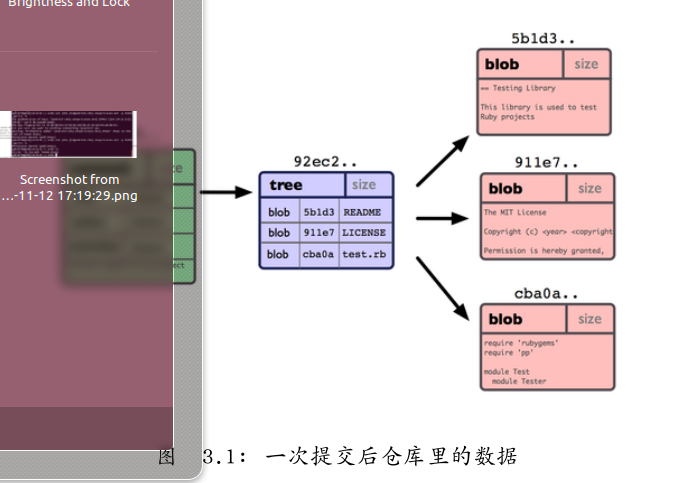 Brightness and Lock
Screenshot from
...-11-12 17:19:29.png
92ec2..
tree size
blob 5b1d3 README
blob 911e7 LICENSE
blob cba0a test.rb
5b1d3..
blob size
== Testing Library
This library is used to test
Ruby projects
911e7..
blob size
The MIT License
Copyright (c) <year> <copyright
Permission is hereby granted,
cba0a..
blob size
require 'rubygems'
require 'pp'
module Test
module Tester
图 3.1: 一次提交后仓库里的数据